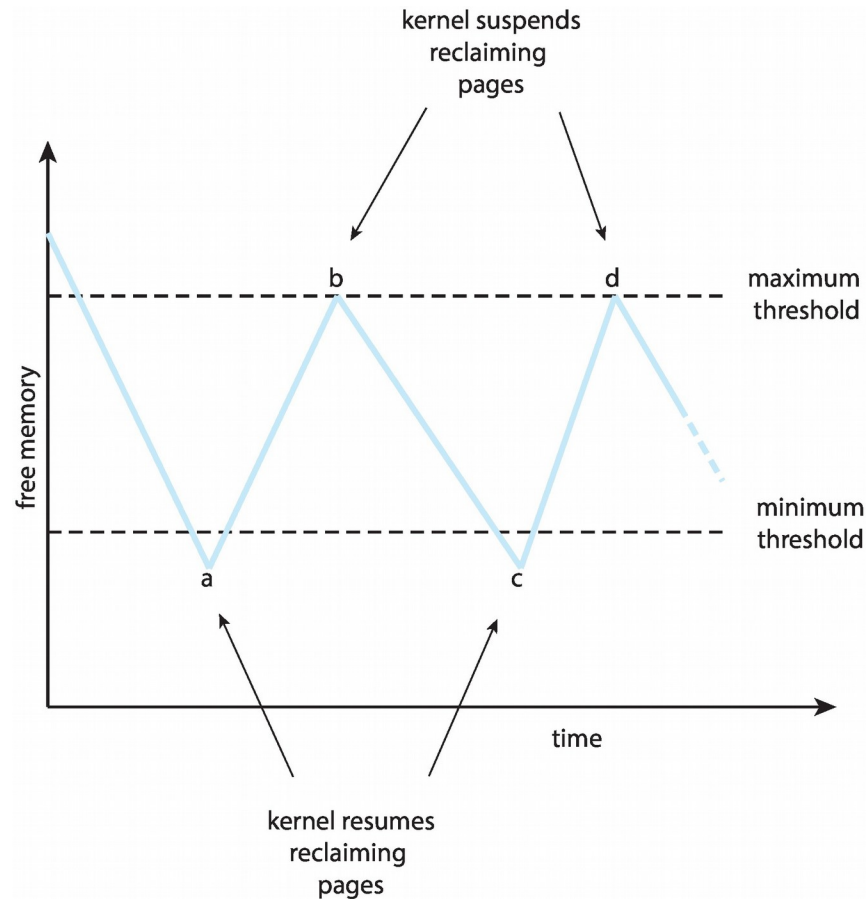 kernel suspends
reclaiming
pages
b
d
maximum
threshold
free memory
minimum
threshold
a
c
time
kernel resumes
reclaiming
pages